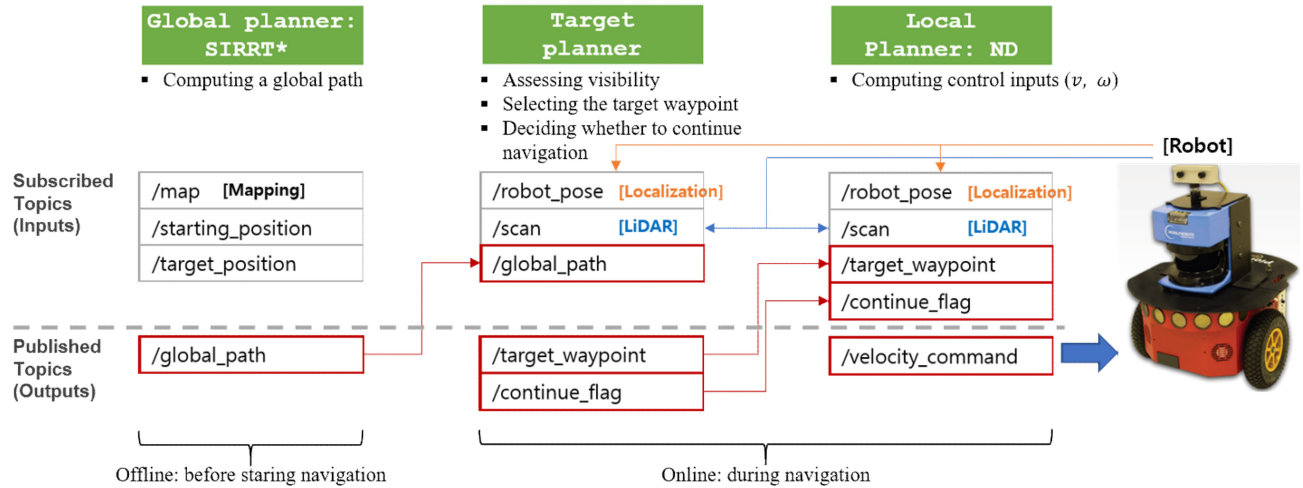 Global planner:
SIRRT*
▪ Computing a global path
Target
planner
▪ Assessing visibility
▪ Selecting the target waypoint
▪ Deciding whether to continue
navigation
Local
Planner: ND
▪ Computing control inputs (v, ω)
[Robot]
Subscribed
Topics
(Inputs)
/map [Mapping]
/starting_position
/target_position
/robot_pose [Localization]
/scan [LiDAR]
/global_path
/robot_pose [Localization]
/scan [LiDAR]
/target_waypoint
/continue_flag
Published
Topics
(Outputs)
/global_path
/target_waypoint
/continue_flag
/velocity_command
Offline: before staring navigation
Online: during navigation